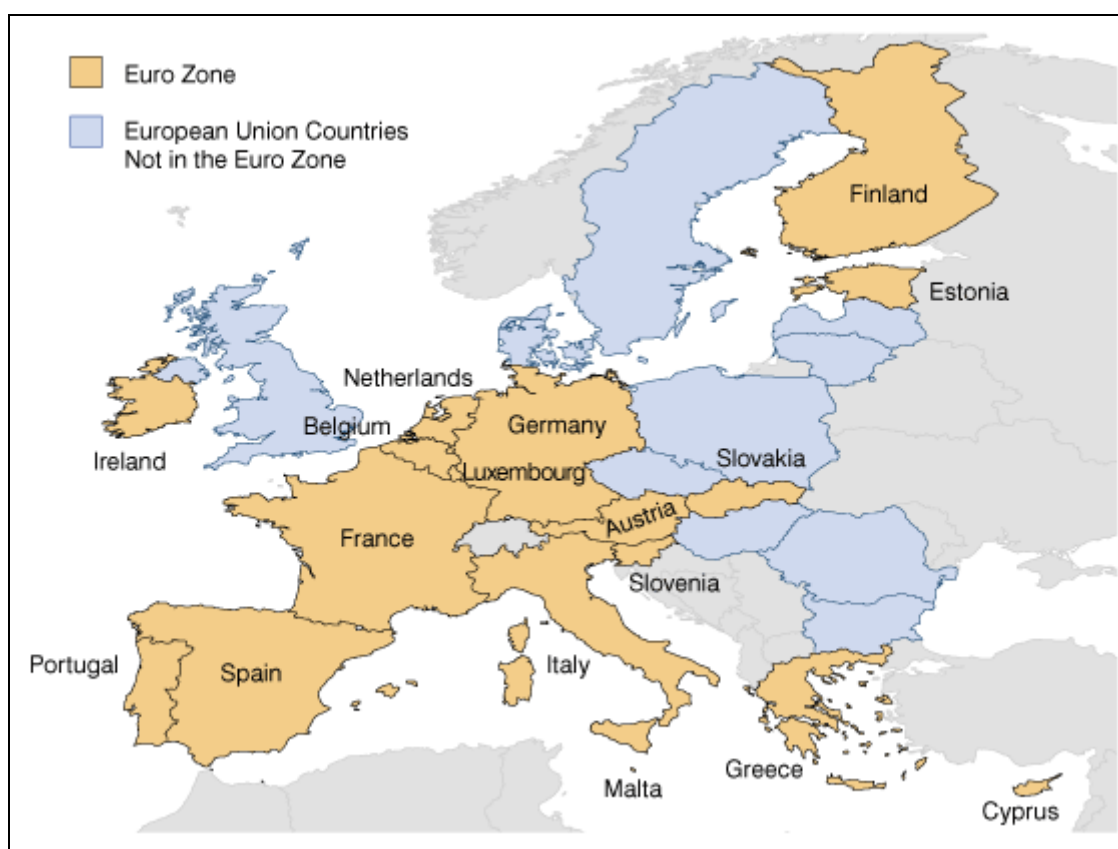 Euro Zone
European Union Countries
Not in the Euro Zone
Finland
Estonia
Netherlands
Belgium
Germany
Ireland
Luxembourg
Slovakia
Austria
France
Slovenia
Portugal
Spain
Italy
Greece
Malta
Cyprus